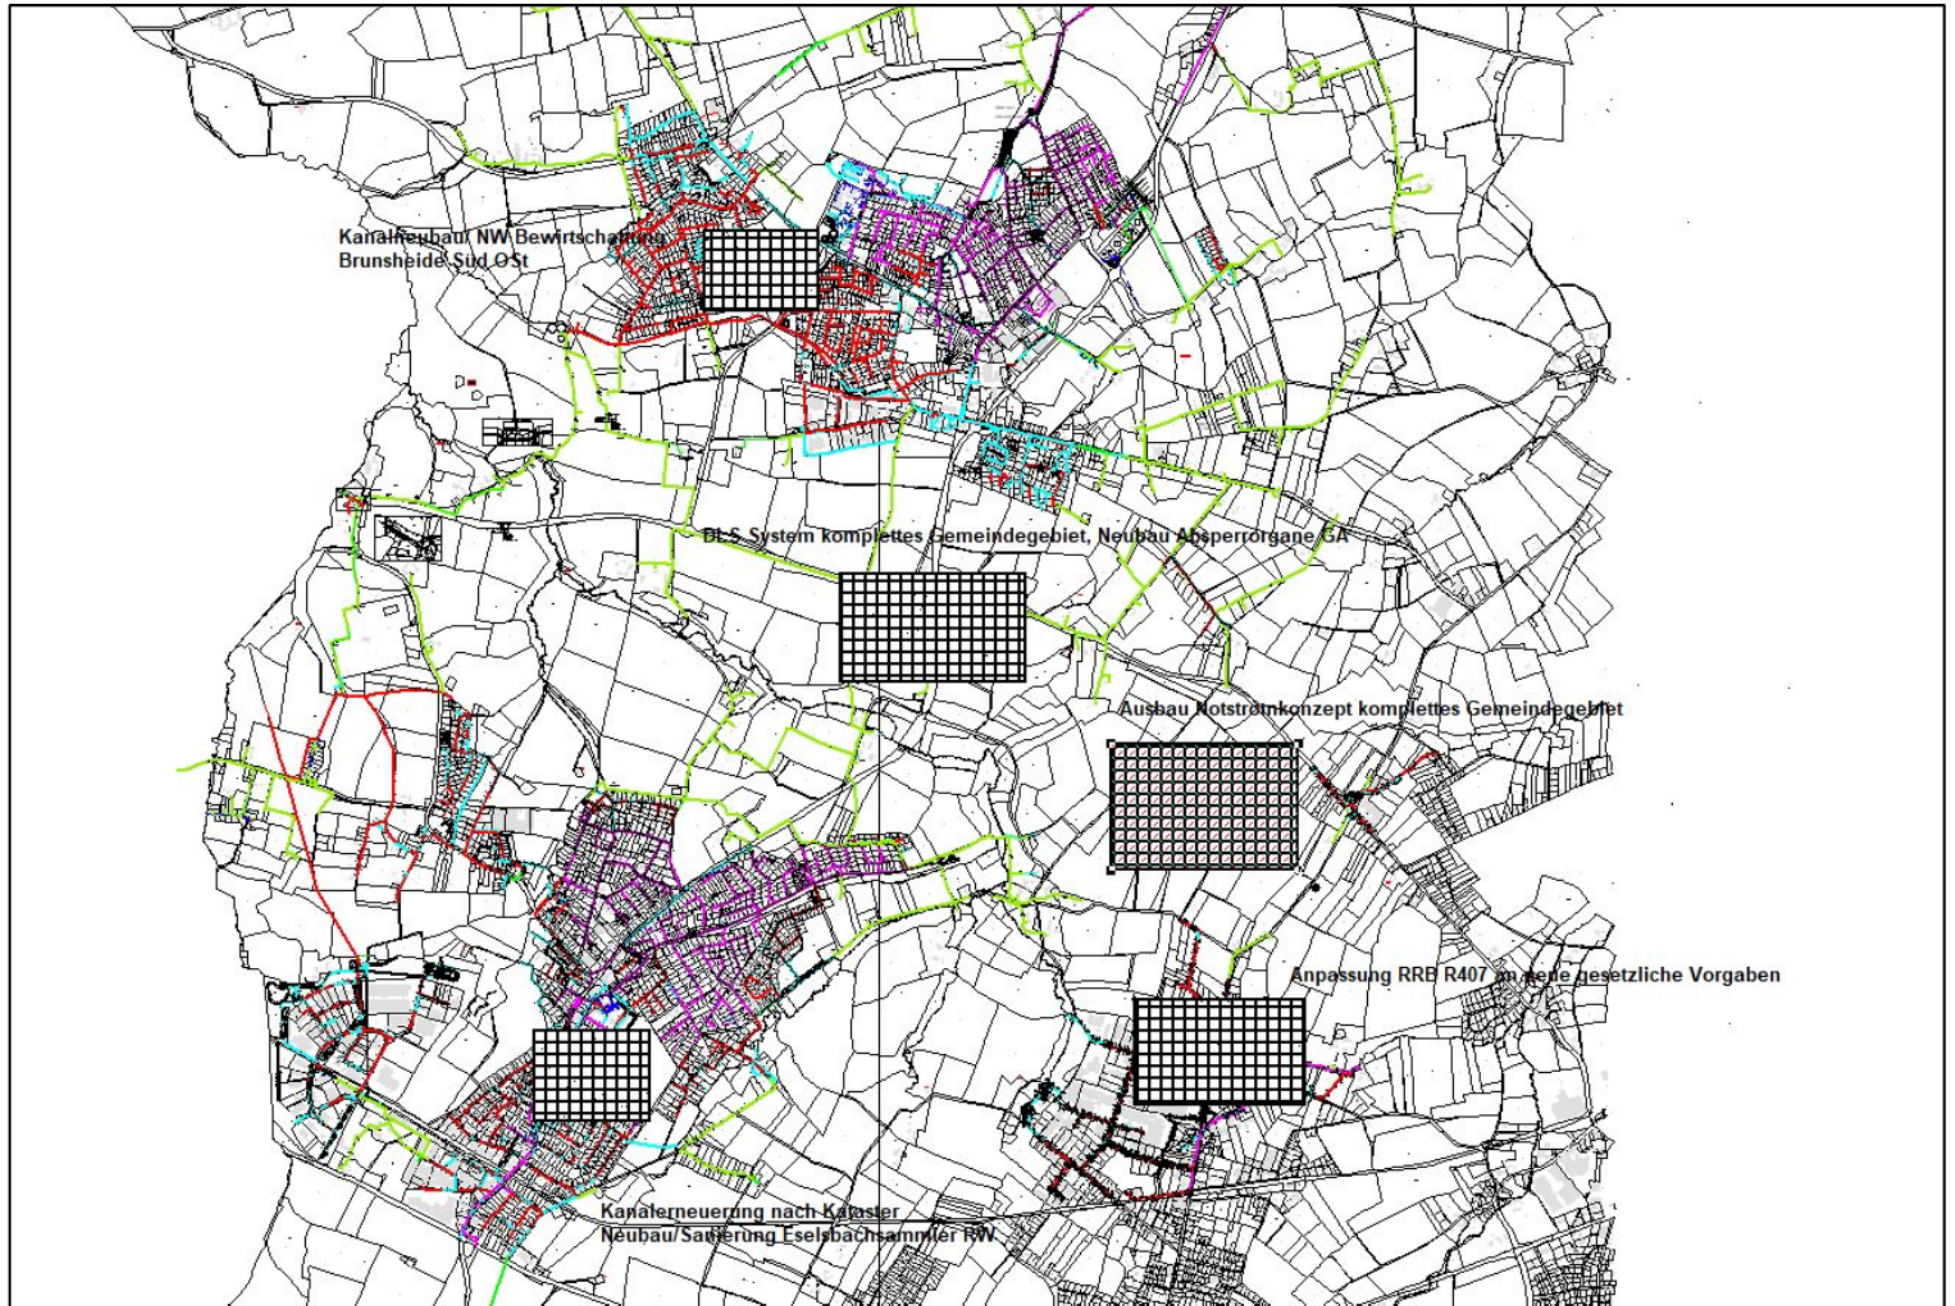 Kanalneubau/ NW-Bewirtschaftung
Brunsheide Süd OSt
DLS System komplettes Gemeindegebiet, Neubau Absperrorgane GA
Ausbau Notstromkonzept komplettes Gemeindegebiet
Anpassung RRB R407 an neue gesetzliche Vorgaben
Kanalerneuerung nach Kataster
Neubau/Sanierung Eselsbachsammler RW